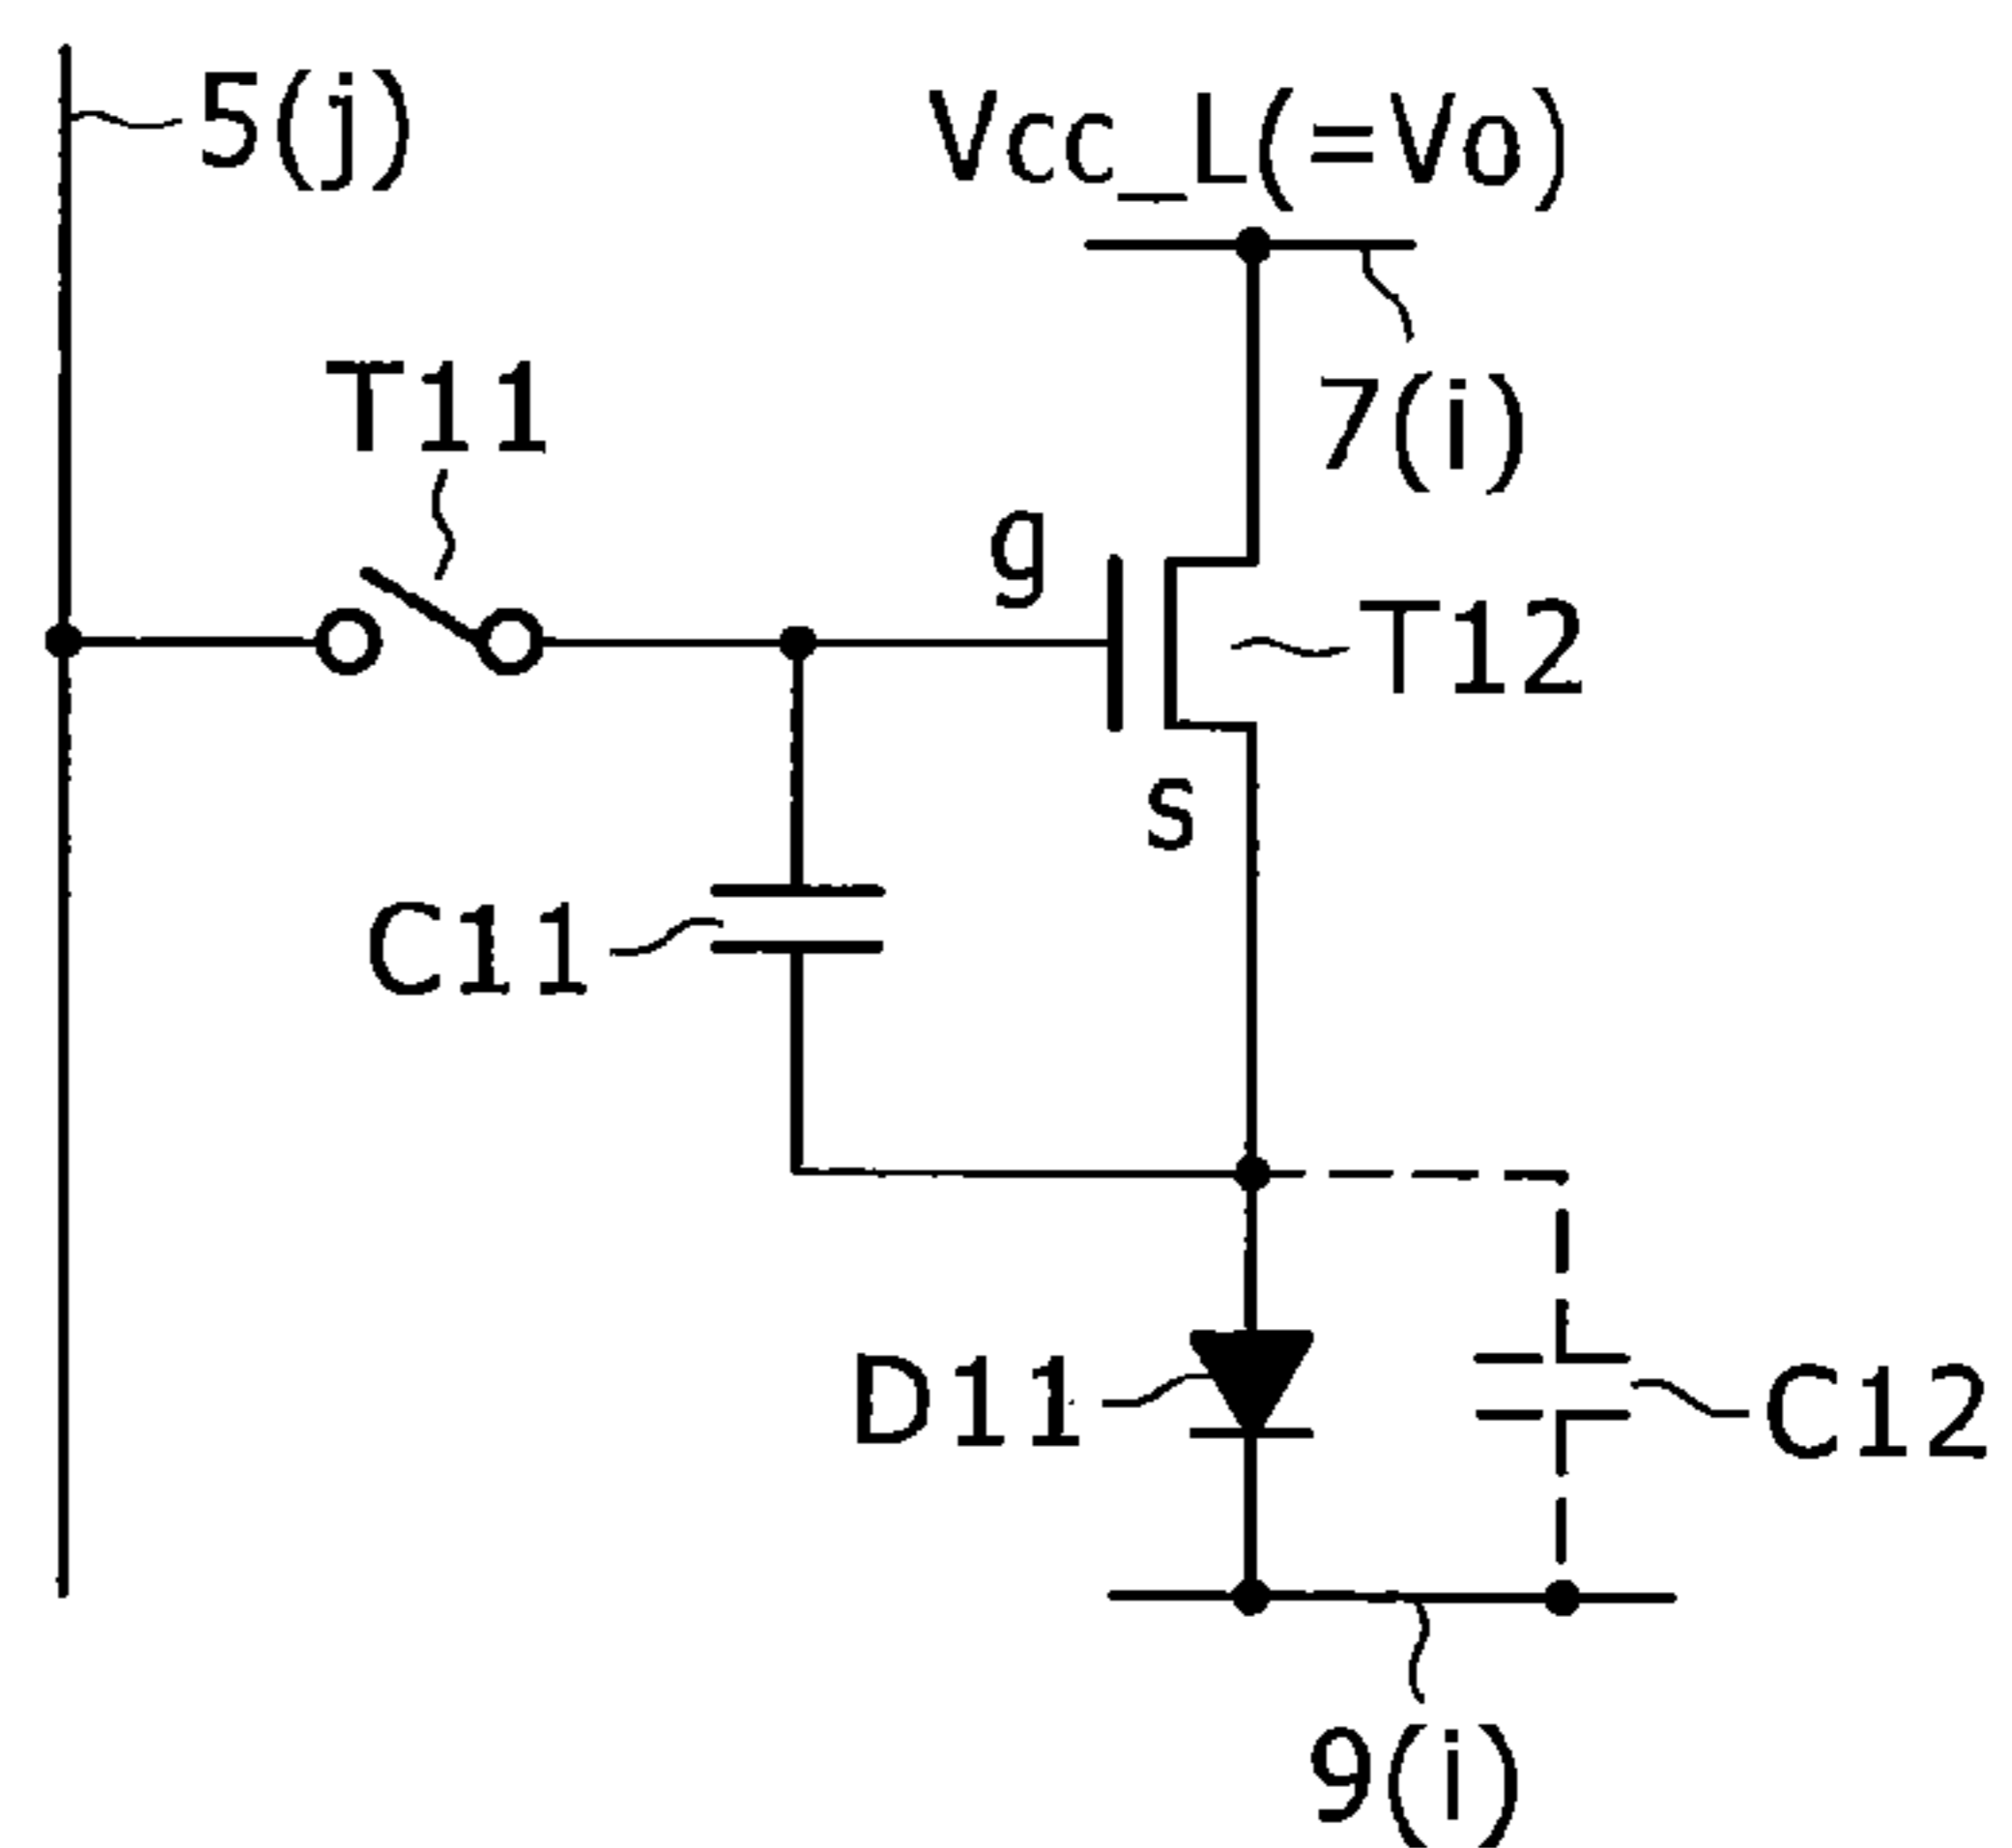 5(j)
Vcc_L(=Vo)
7(i)
T11
g
T12
s
C11
D11
C12
9(i)